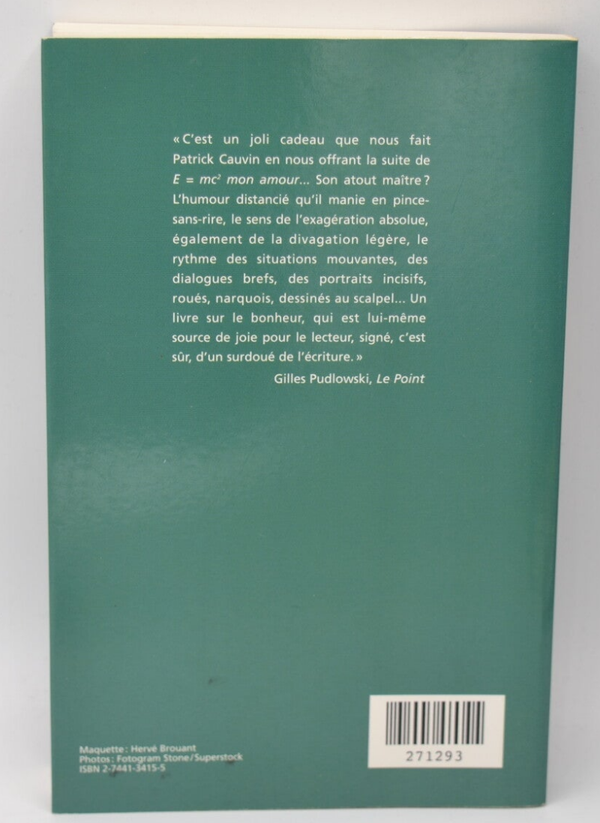 « C'est un joli cadeau que nous fait
Patrick Cauvin en nous offrant la suite de
E = mc² mon amour... Son atout maître ?
L'humour distancié qu'il manie en pince-
sans-rire, le sens de l'exagération absolue,
également de la divagation légère, le
rythme des situations mouvantes, des
dialogues brefs, des portraits incisifs,
roués, narquois, dessinés au scalpel... Un
livre sur le bonheur, qui est lui-même
source de joie pour le lecteur, signé, c'est
sûr, d'un surdoué de l'écriture. »
Gilles Pudlowski, Le Point
Maquette : Hervé Brouant
Photos : Fotogram Stone / Superstock
ISBN 2-7441-3415-5
271293